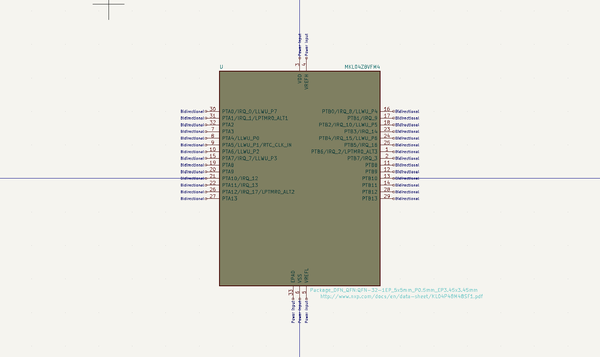 U
MKL04Z8VFM4
VDD
VREFH
Power Input
Power Input
3
4
Bidirectional 30 PTA0/IRQ_0/LLWU_P7
Bidirectional 31 PTA1/IRQ_1/LPTMR0_ALT1
Bidirectional 32 PTA2
Bidirectional PTA3
Bidirectional 8 PTA4/LLWU_P0
Bidirectional 9 PTA5/LLWU_P1/RTC_CLK_IN
Bidirectional 10 PTA6/LLWU_P2
Bidirectional 15 PTA7/IRQ_7/LLWU_P3
Bidirectional PTA8
Bidirectional PTA9
Bidirectional 21 PTA10/IRQ_12
Bidirectional 22 PTA11/IRQ_13
Bidirectional 26 PTA12/IRQ_17/LPTMR0_ALT2
Bidirectional 27 PTA13
PTB0/IRQ_8/LLWU_P4 16 Bidirectional
PTB1/IRQ_9 17 Bidirectional
PTB2/IRQ_10/LLWU_P5 18 Bidirectional
PTB3/IRQ_14 23 Bidirectional
PTB4/IRQ_15/LLWU_P6 24 Bidirectional
PTB5/IRQ_16 25 Bidirectional
PTB6/IRQ_2/LPTMR0_ALT3 1 Bidirectional
PTB7/IRQ_3 2 Bidirectional
PTB8 11 Bidirectional
PTB9 12 Bidirectional
PTB10 13 Bidirectional
PTB11 14 Bidirectional
PTB12 28 Bidirectional
PTB13 29 Bidirectional
EPAD
VSS
VREFL
33
6
5
Power Input
Power Input
Power Input
Package_DFN_QFN:QFN-32-1EP_5x5mm_P0.5mm_EP3.45x3.45mm
http://www.nxp.com/docs/en/data-sheet/KL04P48M48SF1.pdf